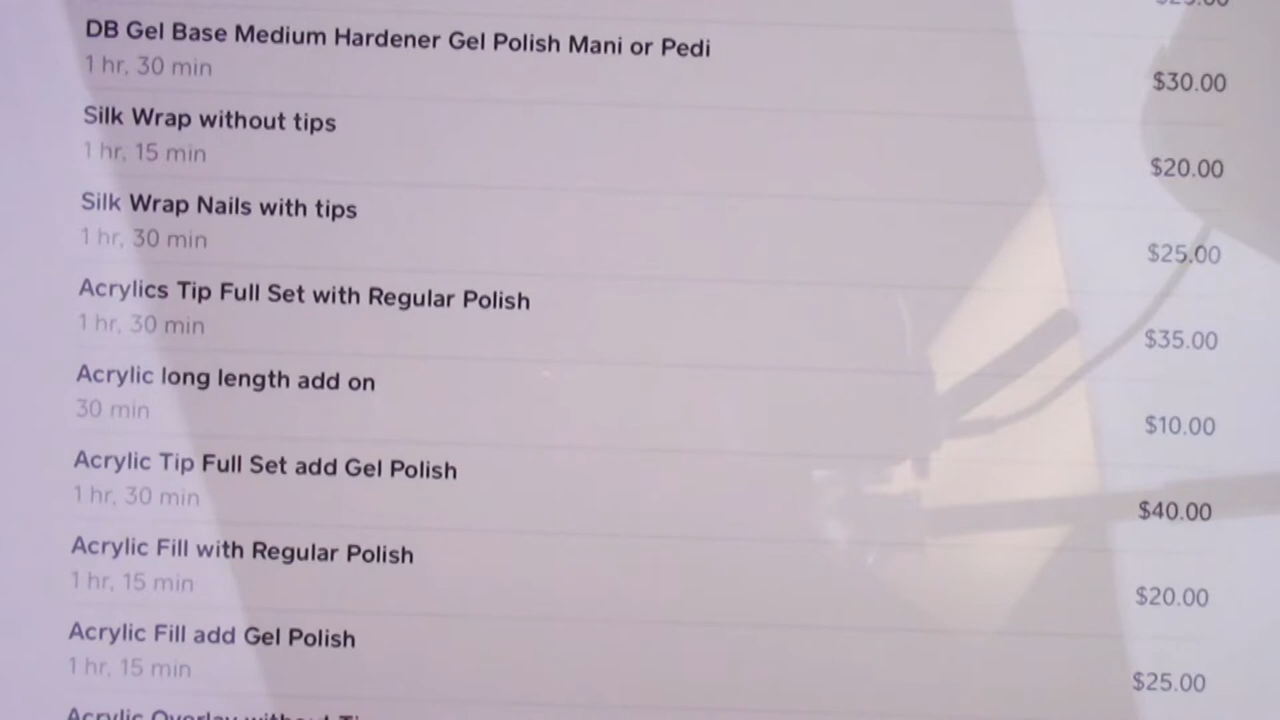 DB Gel Base Medium Hardener Gel Polish Mani or Pedi
1 hr, 30 min
$30.00
Silk Wrap without tips
1 hr, 15 min
$20.00
Silk Wrap Nails with tips
1 hr, 30 min
$25.00
Acrylics Tip Full Set with Regular Polish
1 hr, 30 min
$35.00
Acrylic long length add on
30 min
$10.00
Acrylic Tip Full Set add Gel Polish
1 hr, 30 min
$40.00
Acrylic Fill with Regular Polish
1 hr, 15 min
$20.00
Acrylic Fill add Gel Polish
1 hr, 15 min
$25.00
Acrylic Overlay without